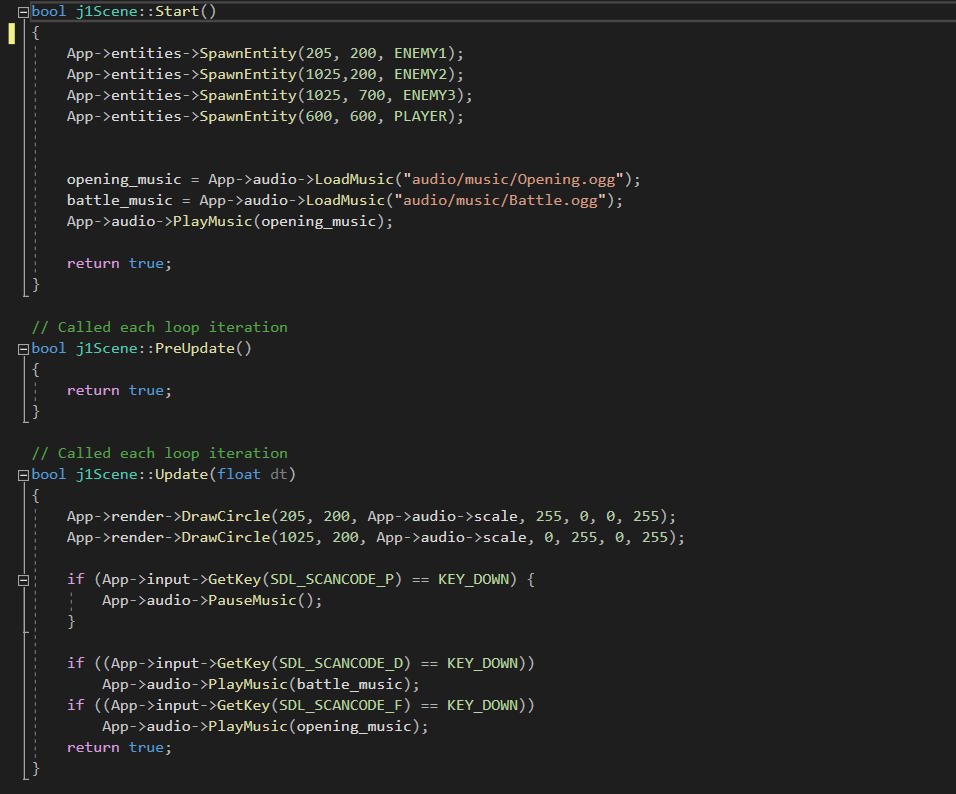 bool j1Scene::Start()
{
App->entities->SpawnEntity(205, 200, ENEMY1);
App->entities->SpawnEntity(1025,200, ENEMY2);
App->entities->SpawnEntity(1025, 700, ENEMY3);
App->entities->SpawnEntity(600, 600, PLAYER);
opening_music = App->audio->LoadMusic("audio/music/Opening.ogg");
battle_music = App->audio->LoadMusic("audio/music/Battle.ogg");
App->audio->PlayMusic(opening_music);
return true;
}
// Called each loop iteration
bool j1Scene::PreUpdate()
{
return true;
}
// Called each loop iteration
bool j1Scene::Update(float dt)
{
App->render->DrawCircle(205, 200, App->audio->scale, 255, 0, 0, 255);
App->render->DrawCircle(1025, 200, App->audio->scale, 0, 255, 0, 255);
if (App->input->GetKey(SDL_SCANCODE_P) == KEY_DOWN) {
App->audio->PauseMusic();
}
if ((App->input->GetKey(SDL_SCANCODE_D) == KEY_DOWN))
App->audio->PlayMusic(battle_music);
if ((App->input->GetKey(SDL_SCANCODE_F) == KEY_DOWN))
App->audio->PlayMusic(opening_music);
return true;
}